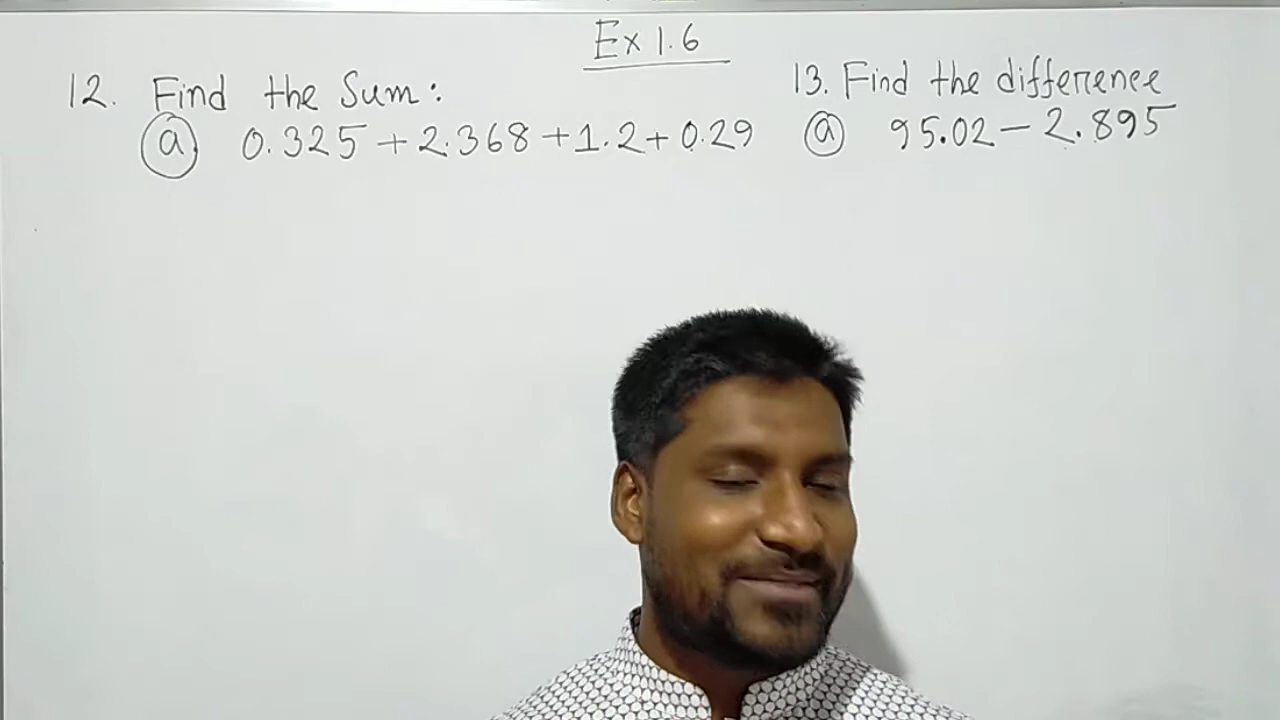 Ex 1.6
12. Find the Sum:
a 0.325 + 2.368 + 1.2 + 0.29
13. Find the difference
a 95.02 - 2.895